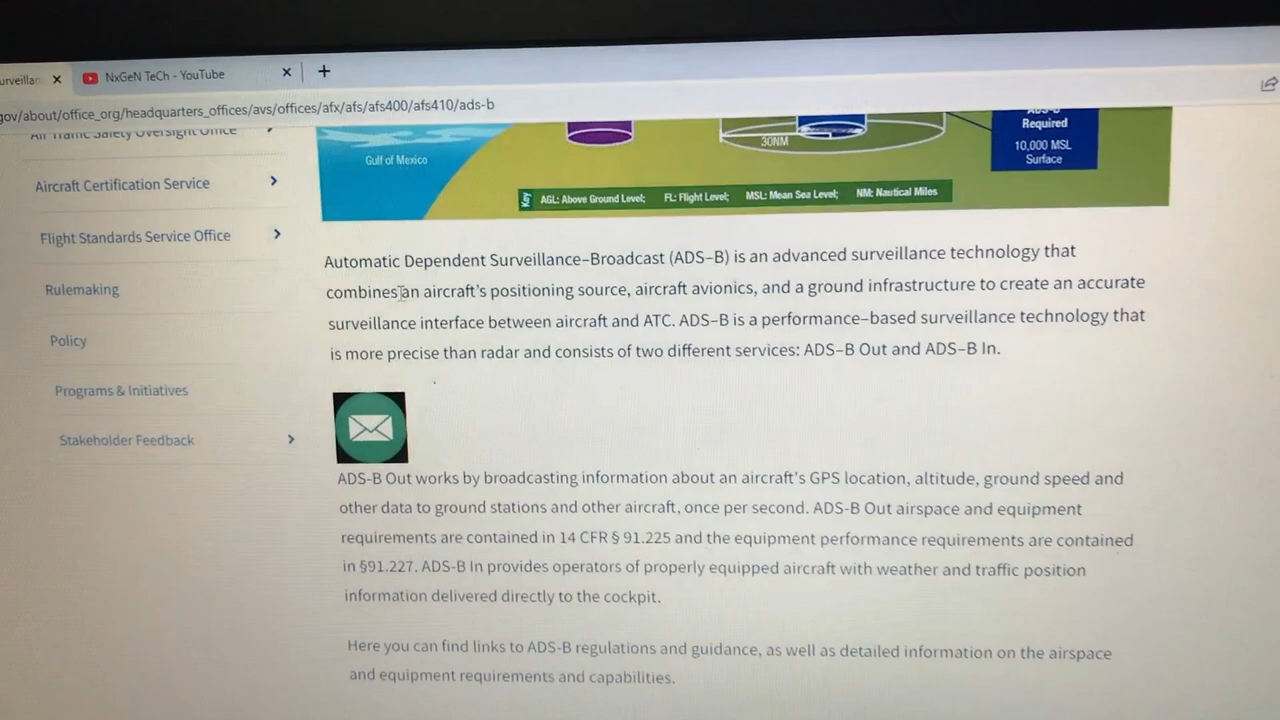 NxGeN TeCh - YouTube
gov/about/office_org/headquarters_offices/avs/offices/afx/afs/afs400/afs410/ads-b
Air Traffic Safety Oversight Office
Aircraft Certification Service
Flight Standards Service Office
Rulemaking
Policy
Programs & Initiatives
Stakeholder Feedback
Gulf of Mexico
30NM
Required
10,000 MSL
Surface
Key
AGL: Above Ground Level; FL: Flight Level; MSL: Mean Sea Level; NM: Nautical Miles
Automatic Dependent Surveillance–Broadcast (ADS–B) is an advanced surveillance technology that
combines an aircraft's positioning source, aircraft avionics, and a ground infrastructure to create an accurate
surveillance interface between aircraft and ATC. ADS–B is a performance–based surveillance technology that
is more precise than radar and consists of two different services: ADS–B Out and ADS–B In.
ADS-B Out works by broadcasting information about an aircraft's GPS location, altitude, ground speed and
other data to ground stations and other aircraft, once per second. ADS-B Out airspace and equipment
requirements are contained in 14 CFR § 91.225 and the equipment performance requirements are contained
in §91.227. ADS-B In provides operators of properly equipped aircraft with weather and traffic position
information delivered directly to the cockpit.
Here you can find links to ADS-B regulations and guidance, as well as detailed information on the airspace
and equipment requirements and capabilities.